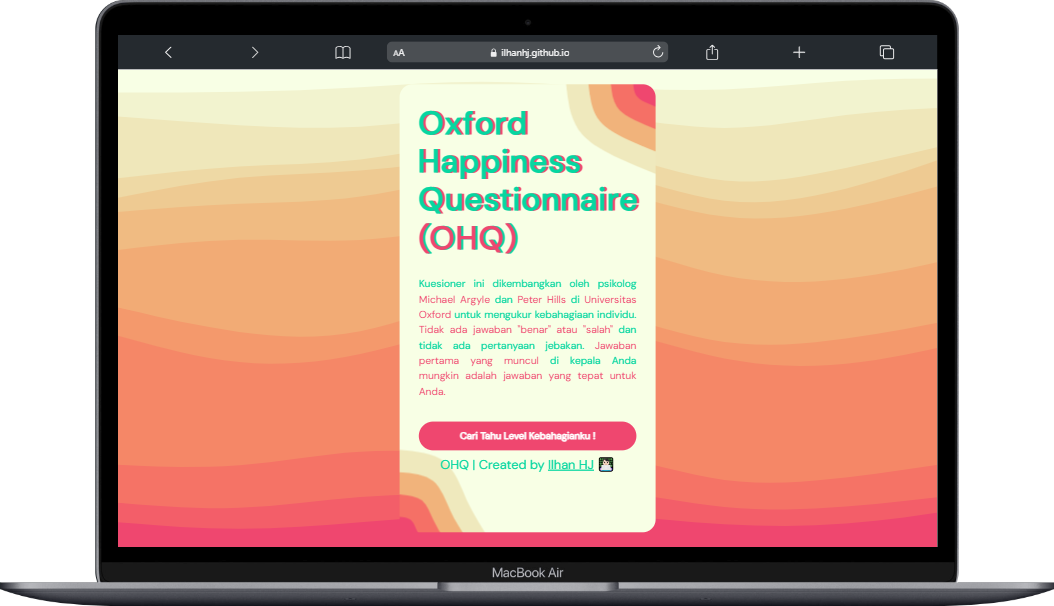 AA
ilhanhj.github.io
Oxford
Happiness
Questionnaire
(OHQ)
Kuesioner ini dikembangkan oleh psikolog
Michael Argyle dan Peter Hills di Universitas
Oxford untuk mengukur kebahagiaan individu.
Tidak ada jawaban "benar" atau "salah" dan
tidak ada pertanyaan jebakan. Jawaban
pertama yang muncul di kepala Anda
mungkin adalah jawaban yang tepat untuk
Anda.
Cari Tahu Level Kebahagianku !
OHQ | Created by Ilhan HJ
MacBook Air